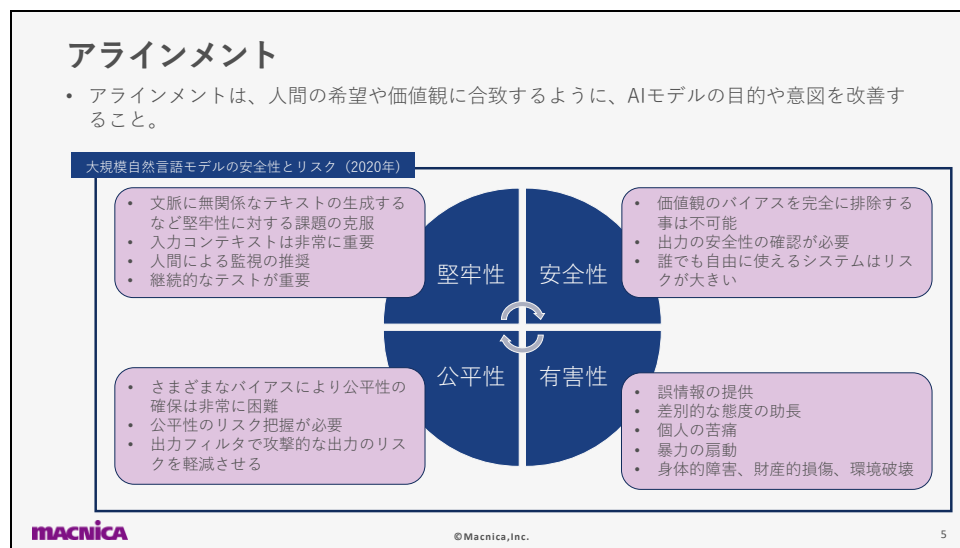 アラインメント
• アラインメントは、人間の希望や価値観に合致するように、AIモデルの目的や意図を改善す
ること。
大規模自然言語モデルの安全性とリスク（2020年）
• 文脈に無関係なテキストの生成する
など堅牢性に対する課題の克服
• 入力コンテキストは非常に重要
• 人間による監視の推奨
• 継続的なテストが重要
堅牢性
安全性
• 価値観のバイアスを完全に排除する
事は不可能
• 出力の安全性の確認が必要
• 誰でも自由に使えるシステムはリス
クが大きい
• さまざまなバイアスにより公平性の
確保は非常に困難
• 公平性のリスク把握が必要
• 出力フィルタで攻撃的な出力のリス
クを軽減させる
公平性
有害性
• 誤情報の提供
• 差別的な態度の助長
• 個人の苦痛
• 暴力の扇動
• 身体的障害、財産的損傷、環境破壊
MACNICA
©Macnica,Inc.
5